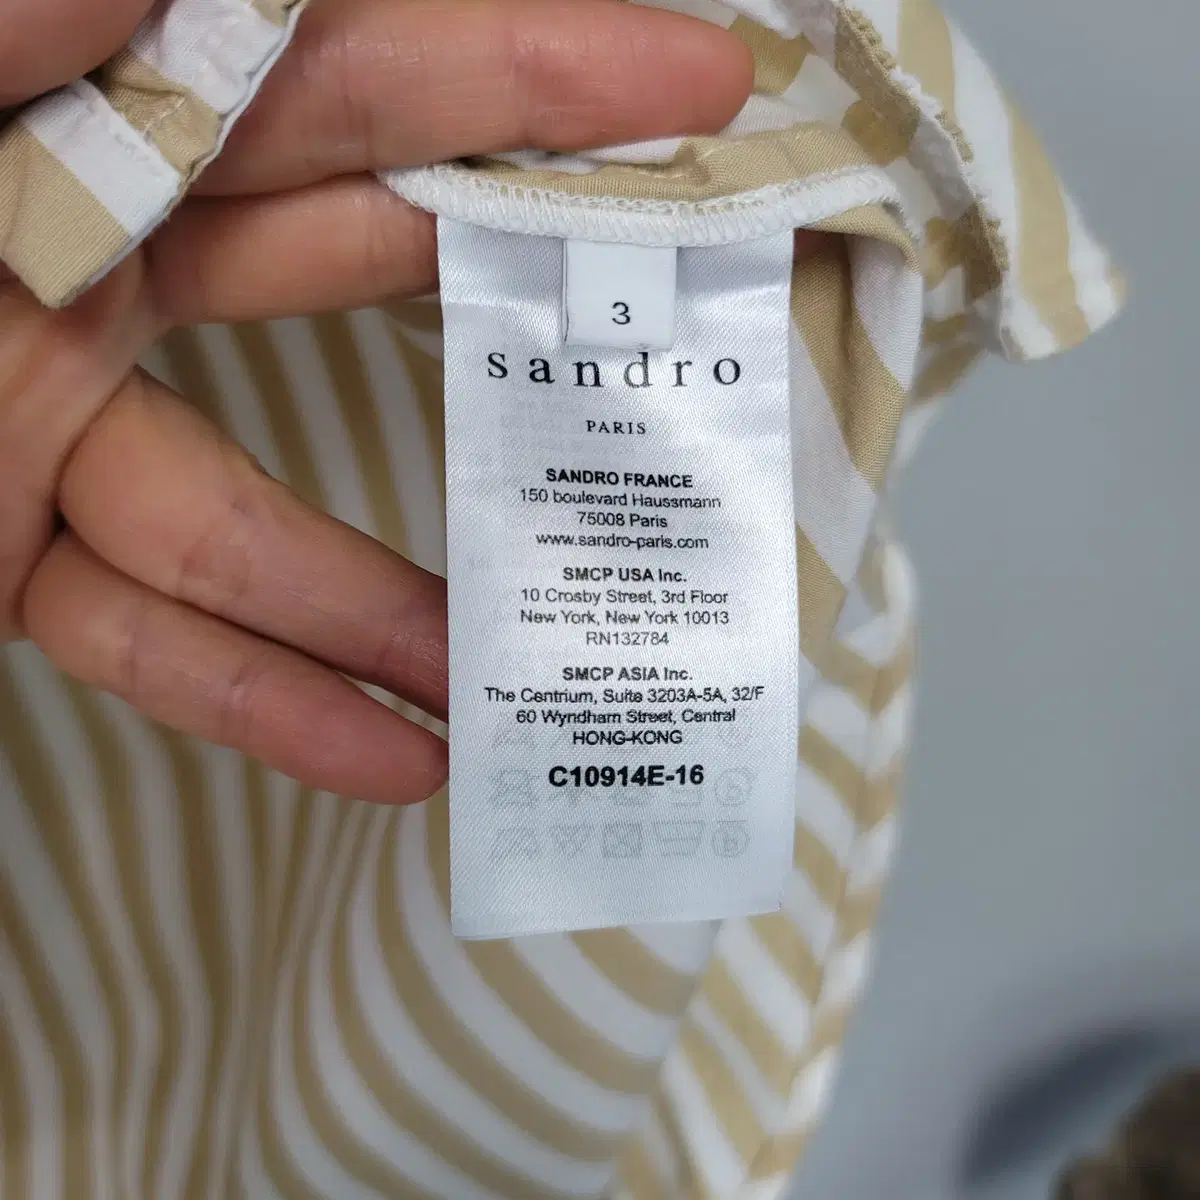 3
sandro
PARIS
SANDRO FRANCE
150 boulevard Haussmann
75008 Paris
www.sandro-paris.com
SMCP USA Inc.
10 Crosby Street, 3rd Floor
New York, New York 10013
RN132784
SMCP ASIA Inc.
The Centrium, Suite 3203A-5A, 32/F
60 Wyndham Street, Central
HONG-KONG
C10914E-16